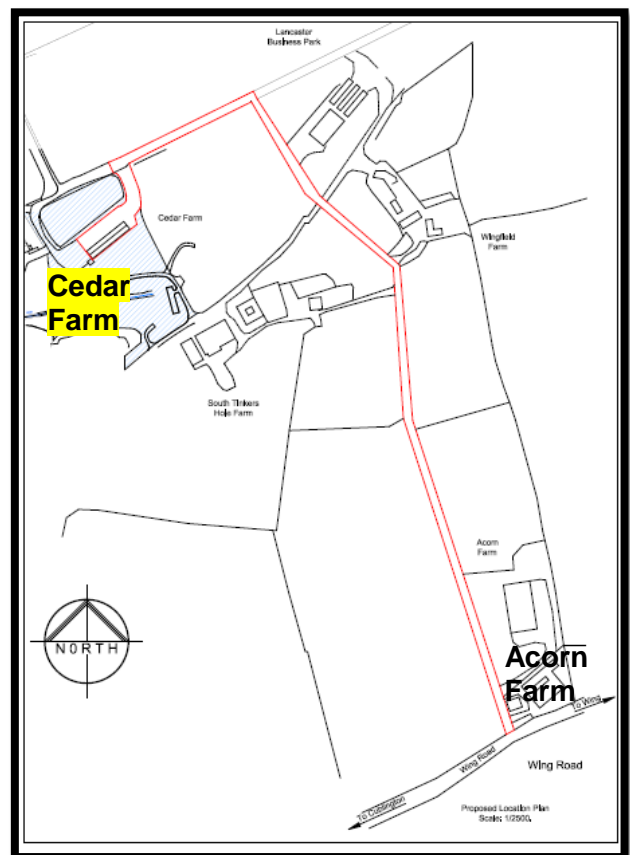 Lancaster
Business Park
Cedar Farm
Wingfield
Farm
Cedar
Farm
South Tinkers
Hole Farm
Acorn
Farm
NORTH
Acorn
Farm
To Wing
Wing Road
Wing Road
To Cublington
Proposed Location Plan
Scale: 1/2500.